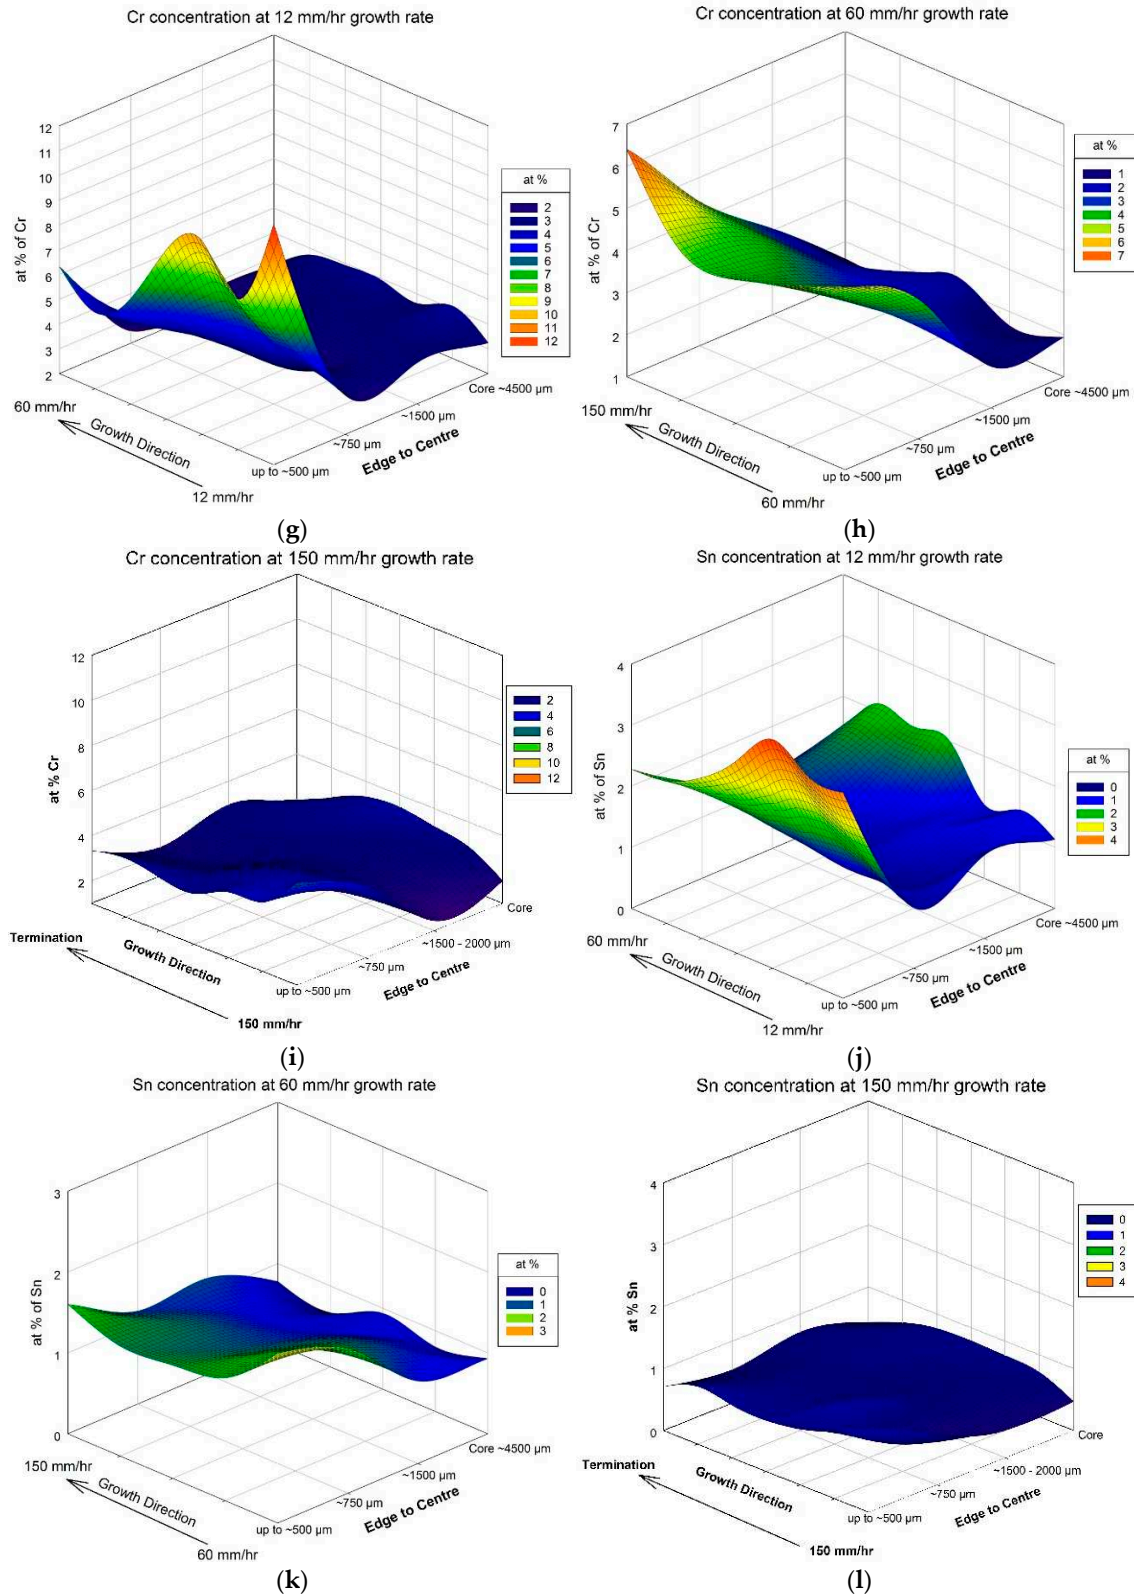 Cr concentration at 12 mm/hr growth rate
12
11
10
9
8
7
6
5
4
3
2
at % of Cr
at %
2
3
4
5
6
7
8
9
10
11
12
60 mm/hr
Growth Direction
12 mm/hr
up to ~500 µm
~750 µm
~1500 µm
Core ~4500 µm
Edge to Centre
(g)
Cr concentration at 60 mm/hr growth rate
7
6
5
4
3
2
1
at % of Cr
at %
1
2
3
4
5
6
7
150 mm/hr
Growth Direction
60 mm/hr
up to ~500 µm
~750 µm
~1500 µm
Core ~4500 µm
Edge to Centre
(h)
Cr concentration at 150 mm/hr growth rate
12
10
8
6
4
2
at % Cr
2
4
6
8
10
12
Termination
Growth Direction
150 mm/hr
up to ~500 µm
~750 µm
~1500 - 2000 µm
Core
Edge to Centre
(i)
Sn concentration at 12 mm/hr growth rate
4
3
2
1
0
at % of Sn
at %
0
1
2
3
4
60 mm/hr
Growth Direction
12 mm/hr
up to ~500 µm
~750 µm
~1500 µm
Core ~4500 µm
Edge to Centre
(j)
Sn concentration at 60 mm/hr growth rate
3
2
1
0
at % of Sn
at %
0
1
2
3
150 mm/hr
Growth Direction
60 mm/hr
up to ~500 µm
~750 µm
~1500 µm
Core ~4500 µm
Edge to Centre
(k)
Sn concentration at 150 mm/hr growth rate
4
3
2
1
0
at % Sn
0
1
2
3
4
Termination
Growth Direction
150 mm/hr
up to ~500 µm
~750 µm
~1500 - 2000 µm
Core
Edge to Centre
(l)